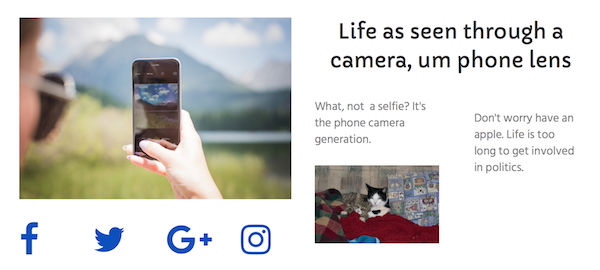 Life as seen through a
camera, um phone lens
What, not a selfie? It's
the phone camera
generation.
Don't worry have an
apple. Life is too
long to get involved
in politics.